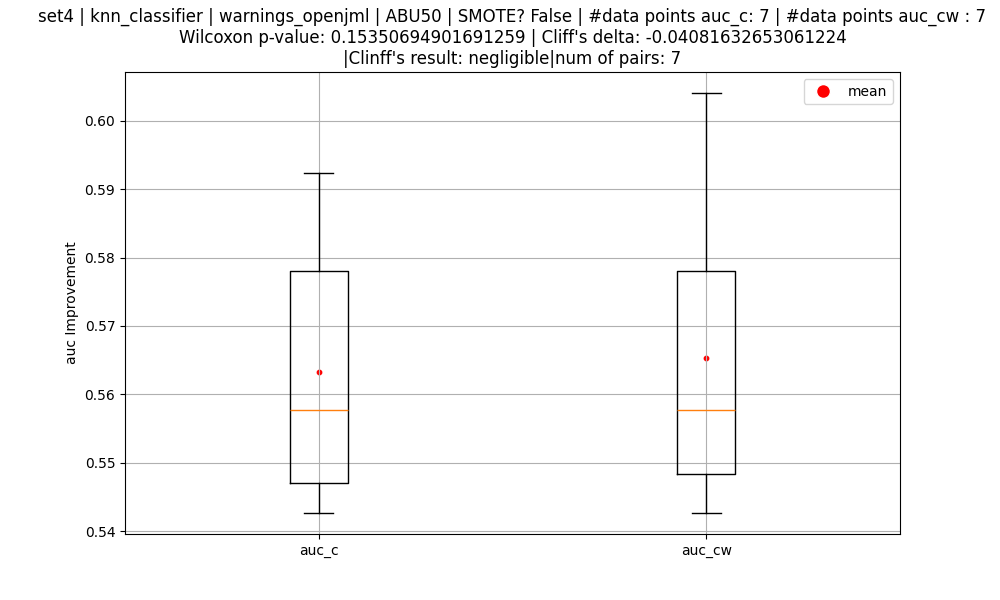 set4 | knn_classifier | warnings_openjml | ABU50 | SMOTE? False | #data points auc_c: 7 | #data points auc_cw : 7
Wilcoxon p-value: 0.15350694901691259 | Cliff's delta: -0.04081632653061224
|Clinff's result: negligible|num of pairs: 7
mean
0.60
0.59
0.58
0.57
0.56
0.55
0.54
auc Improvement
auc_c
auc_cw